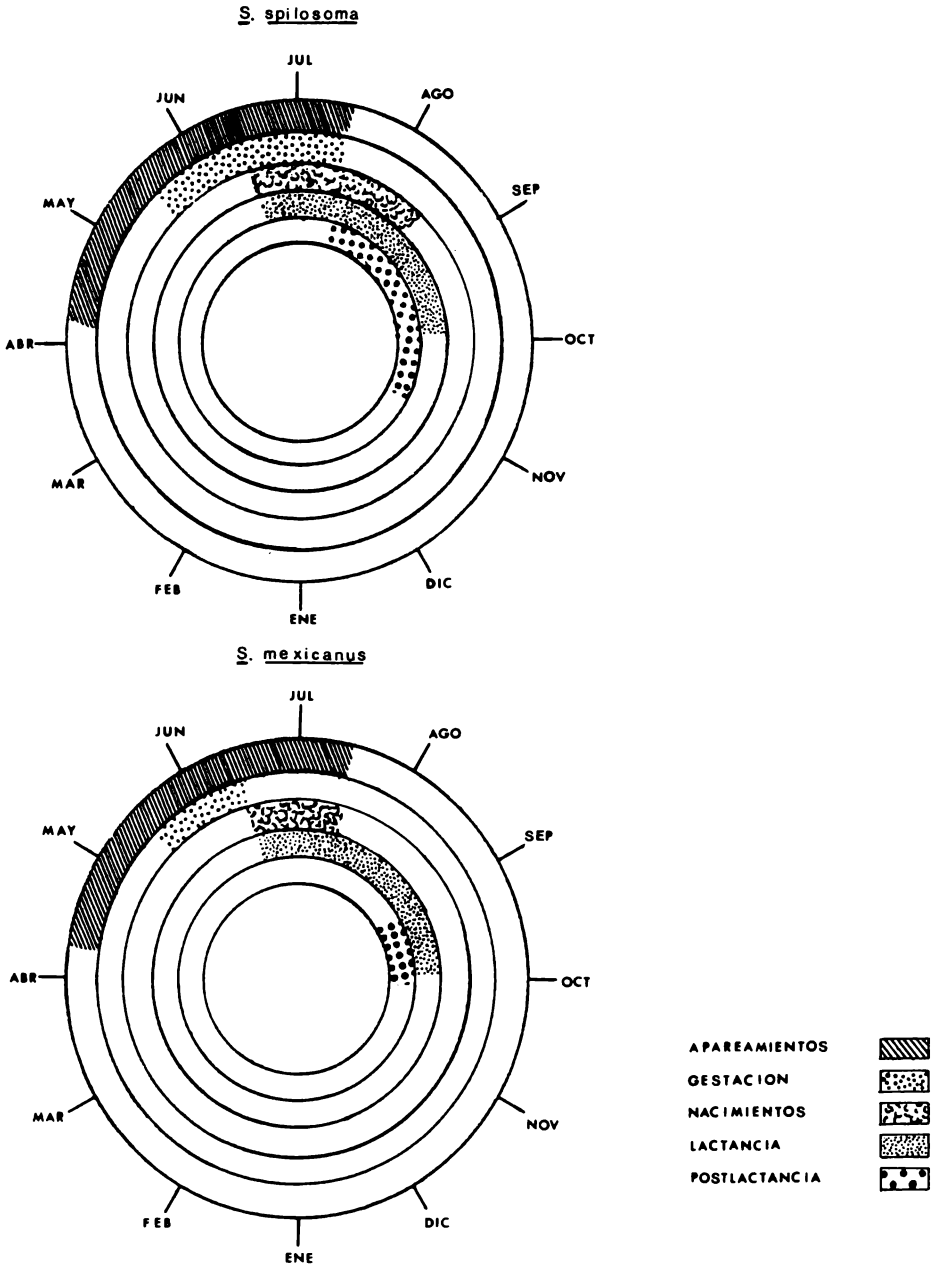 S. spilosoma
JUL
JUN
AGO
MAY
SEP
ABR
OCT
MAR
NOV
FEB
DIC
ENE
S. mexicanus
JUL
JUN
AGO
MAY
SEP
ABR
OCT
MAR
NOV
FEB
DIC
ENE
APAREAMIENTOS
GESTACION
NACIMIENTOS
LACTANCIA
POSTLACTANCIA